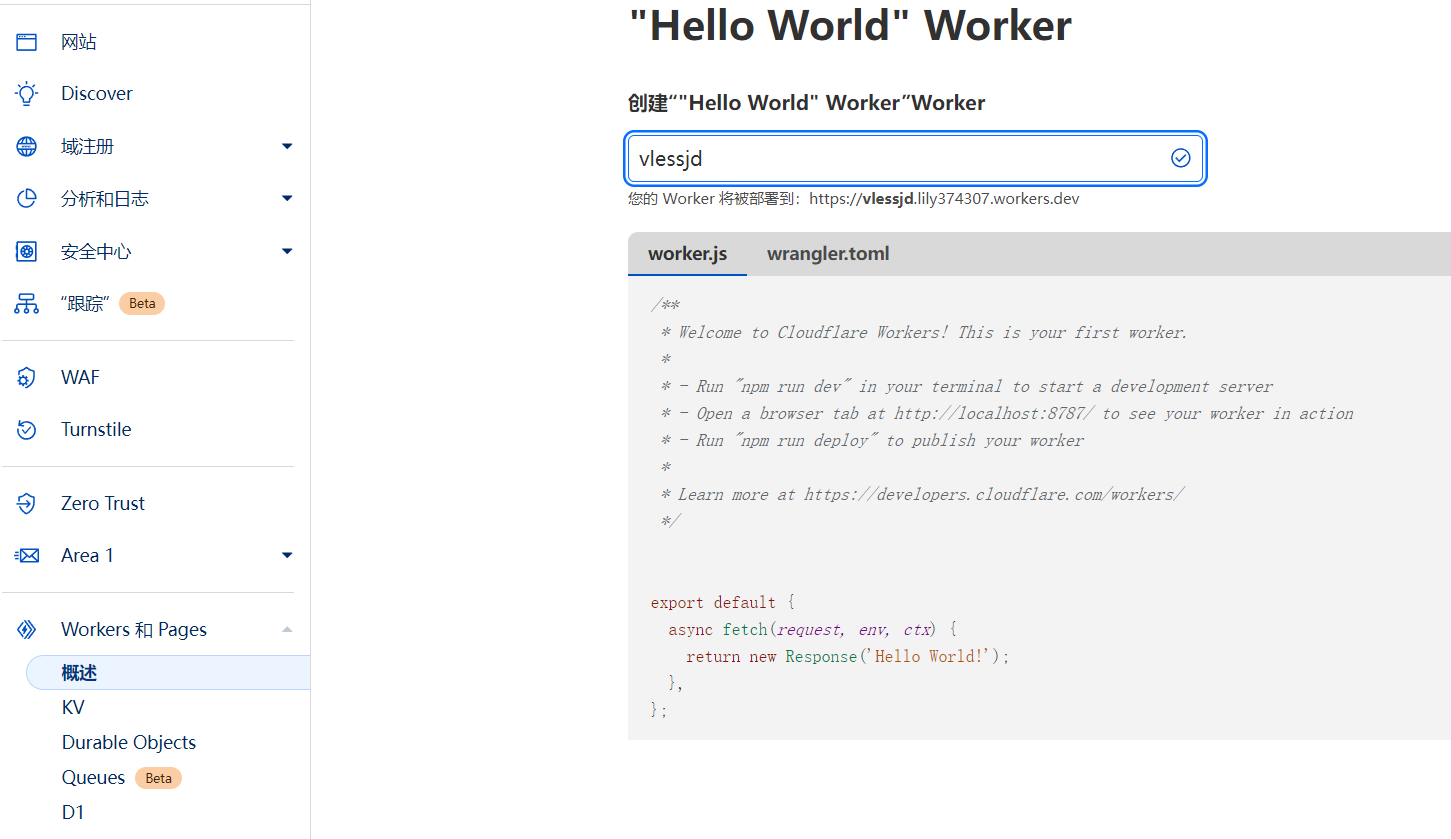 网站
Discover
域注册
分析和日志
安全中心
“跟踪” Beta
WAF
Turnstile
Zero Trust
Area 1
Workers 和 Pages
概述
KV
Durable Objects
Queues Beta
D1
"Hello World" Worker
创建“"Hello World" Worker”Worker
vlessjd
您的 Worker 将被部署到：https://vlessjd.lily374307.workers.dev
worker.js wrangler.toml
/**
 * Welcome to Cloudflare Workers! This is your first worker.
 *
 * - Run "npm run dev" in your terminal to start a development server
 * - Open a browser tab at http://localhost:8787/ to see your worker in action
 * - Run "npm run deploy" to publish your worker
 *
 * Learn more at https://developers.cloudflare.com/workers/
 */
export default {
  async fetch(request, env, ctx) {
    return new Response('Hello World!');
  },
};